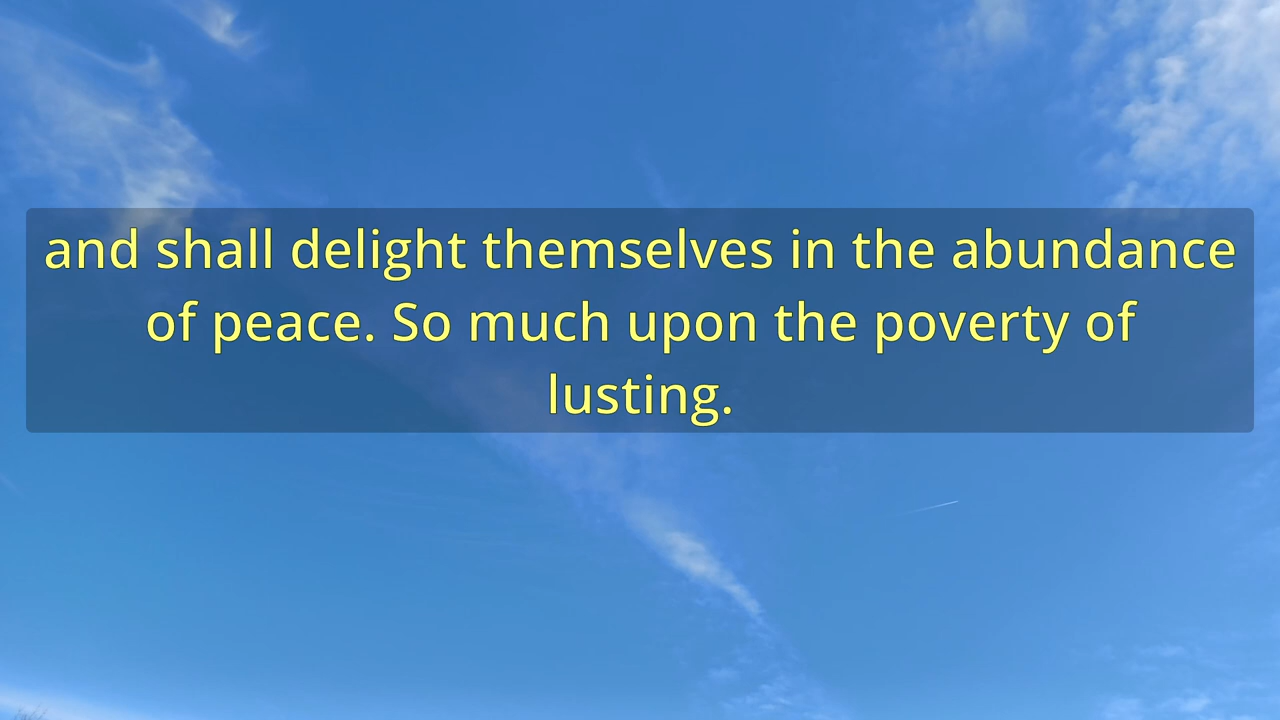 and shall delight themselves in the abundance
of peace. So much upon the poverty of
lusting.